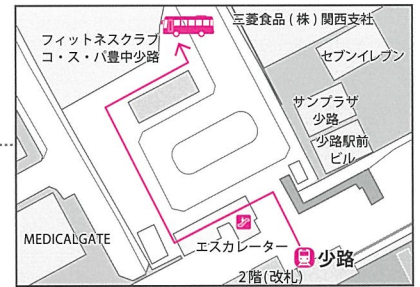 三菱食品(株)関西支社
フィットネスクラブ
コ・ス・パ豊中少路
セブンイレブン
サンプラザ
少路
少路駅前
ビル
MEDICALGATE
エスカレーター
少路
2階(改札)